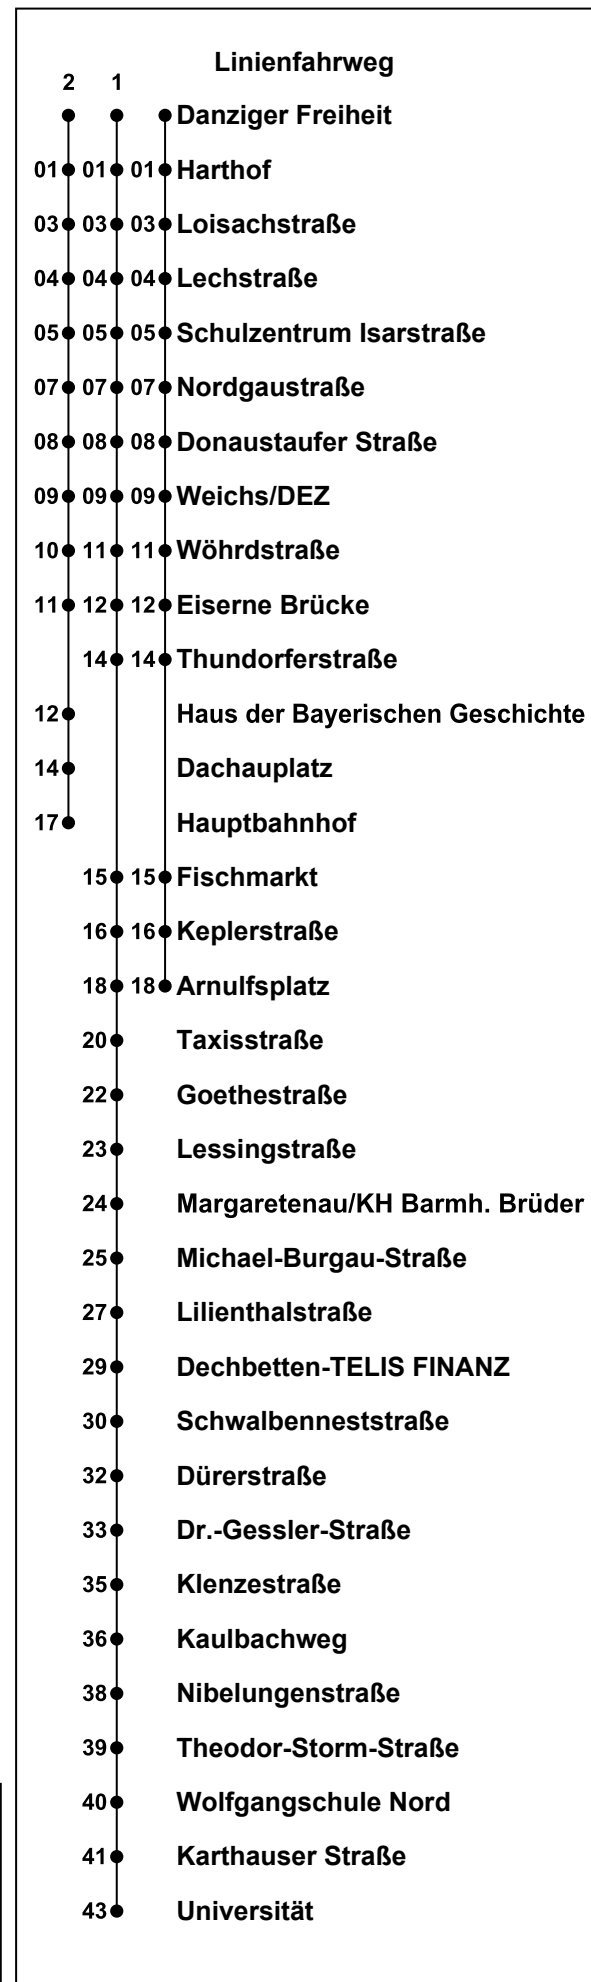 Linienfahrweg
2 1
Danziger Freiheit
01 01 01 Harthof
03 03 03 Loisachstraße
04 04 04 Lechstraße
05 05 05 Schulzentrum Isarstraße
07 07 07 Nordgaustraße
08 08 08 Donaustaufer Straße
09 09 09 Weichs/DEZ
10 11 11 Wöhrdstraße
11 12 12 Eiserne Brücke
14 14 Thundorferstraße
12 Haus der Bayerischen Geschichte
14 Dachauplatz
17 Hauptbahnhof
15 15 Fischmarkt
16 16 Keplerstraße
18 18 Arnulfsplatz
20 Taxisstraße
22 Goethestraße
23 Lessingstraße
24 Margaretenau/KH Barmh. Brüder
25 Michael-Burgau-Straße
27 Lilienthalstraße
29 Dechbetten-TELIS FINANZ
30 Schwalbenneststraße
32 Dürerstraße
33 Dr.-Gessler-Straße
35 Klenzestraße
36 Kaulbachweg
38 Nibelungenstraße
39 Theodor-Storm-Straße
40 Wolfgangschule Nord
41 Karthauser Straße
43 Universität